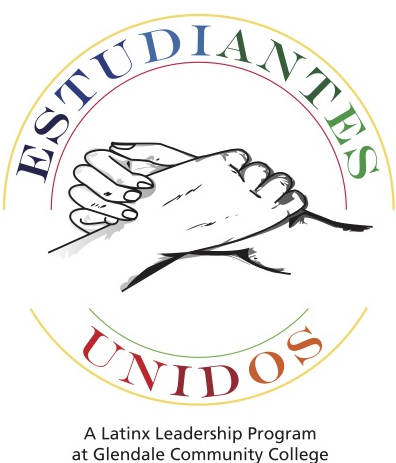 ESTUDIANTES
UNIDOS
A Latinx Leadership Program
at Glendale Community College